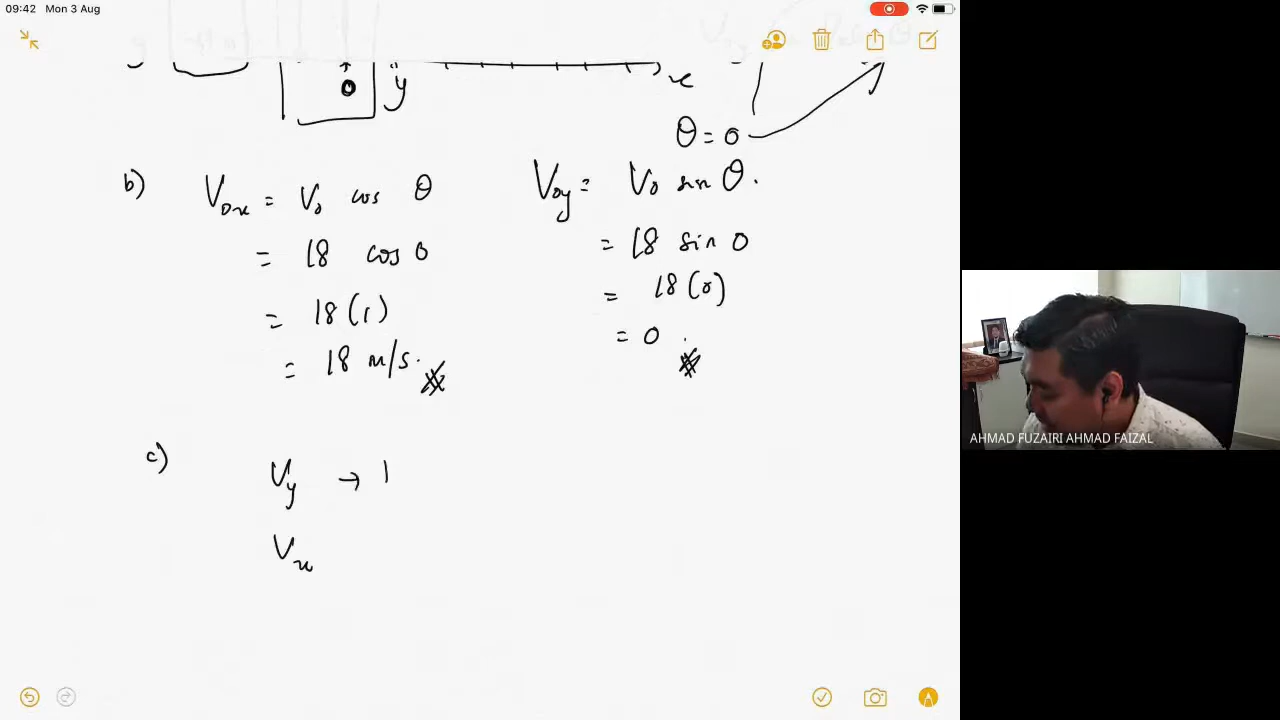 09:42 Mon 3 Aug
y x
θ = 0
b) V₀ₓ = V₀ cos θ V₀y = V₀ sin θ.
= 18 cos 0 = 18 sin 0
= 18 (1) = 18 (0)
= 18 m/s. = 0.
c) Vy → 1
Vₓ
AHMAD FUZAIRI AHMAD FAIZAL